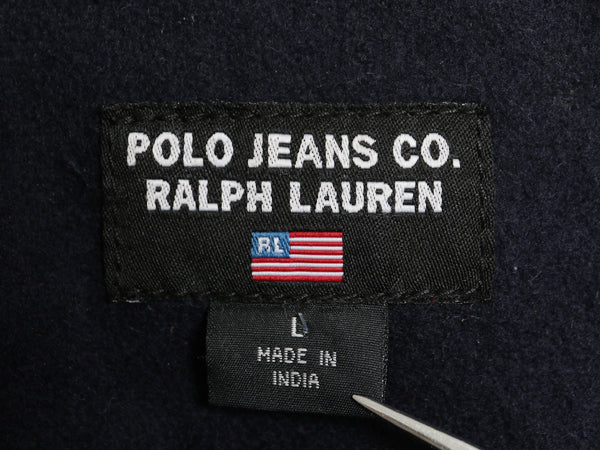 POLO JEANS CO.
RALPH LAUREN
RL
L
MADE IN
INDIA